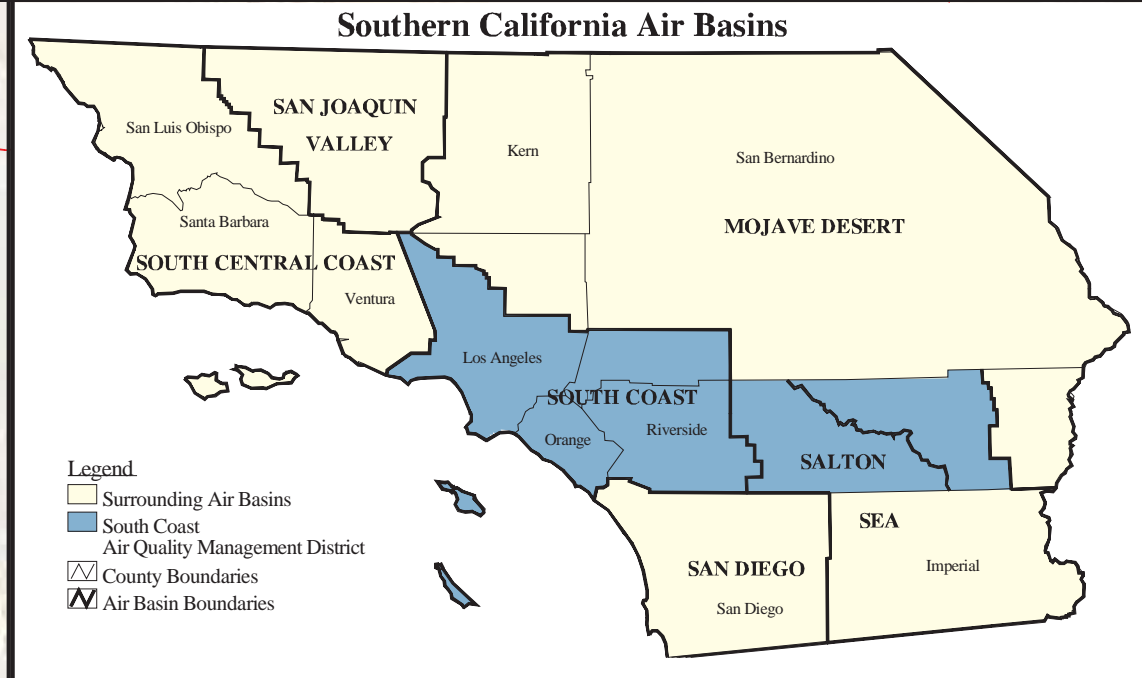 Southern California Air Basins
SAN JOAQUIN
VALLEY
San Luis Obispo
Kern
San Bernardino
Santa Barbara
MOJAVE DESERT
SOUTH CENTRAL COAST
Ventura
Los Angeles
SOUTH COAST
Orange
Riverside
SALTON
SEA
SAN DIEGO
San Diego
Imperial
Legend
Surrounding Air Basins
South Coast
Air Quality Management District
County Boundaries
Air Basin Boundaries